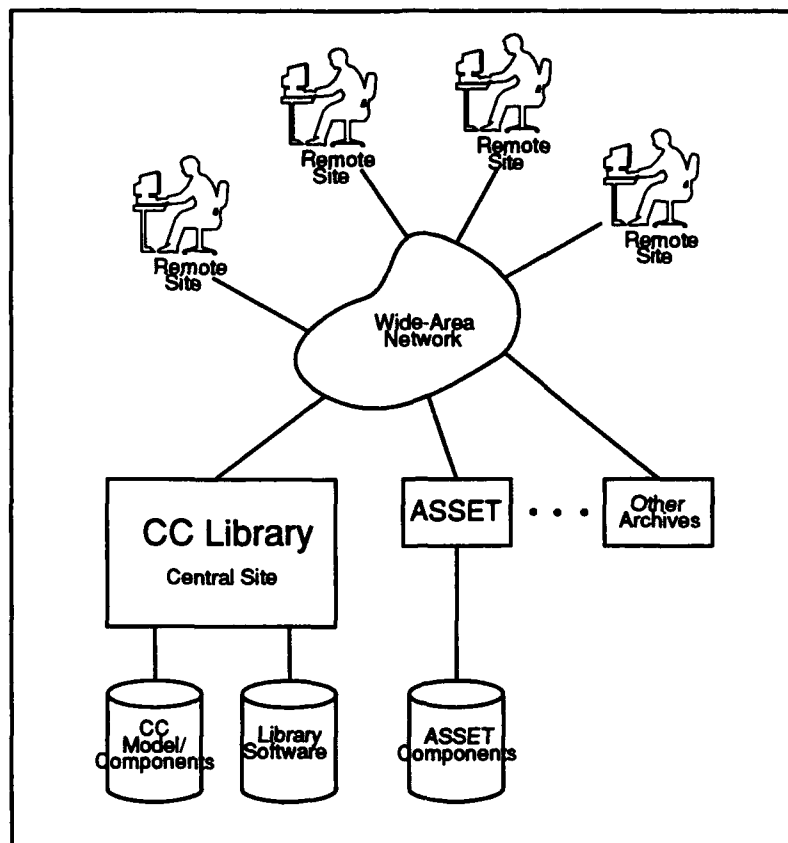 Remote
Site
Remote
Site
Remote
Site
Remote
Site
Wide-Area
Network
CC Library
Central Site
ASSET
Other
Archives
CC
Model/
Components
Library
Software
ASSET
Components